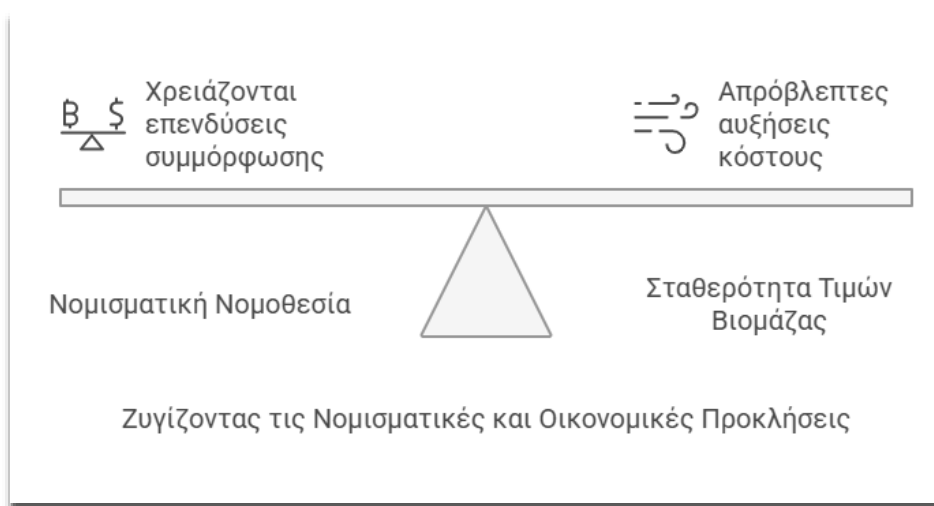 Χρειάζονται
επενδύσεις
συμμόρφωσης
Απρόβλεπτες
αυξήσεις
κόστους
Νομισματική Νομοθεσία
Σταθερότητα Τιμών
Βιομάζας
Ζυγίζοντας τις Νομισματικές και Οικονομικές Προκλήσεις